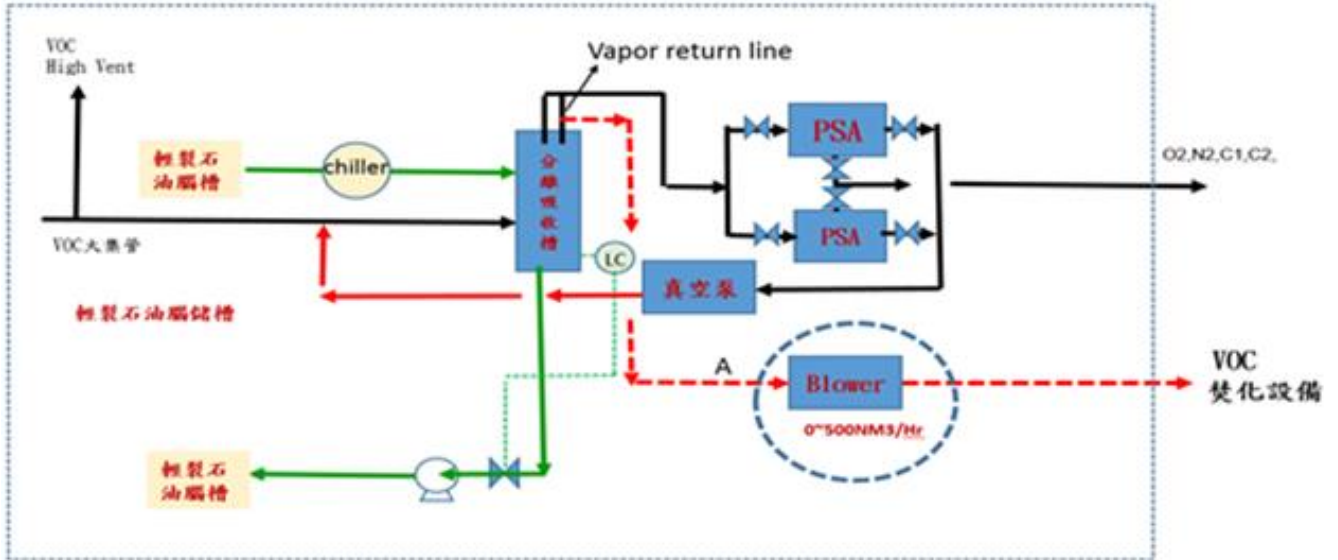 VOC
High Vent
Vapor return line
輕裂石
油腦槽
chiller
分離吸收槽
PSA
PSA
O2,N2,C1,C2,
VOC大集管
LC
真空泵
輕裂石油腦儲槽
A
Blower
0~500NM3/Hr
VOC
焚化設備
輕裂石
油腦槽